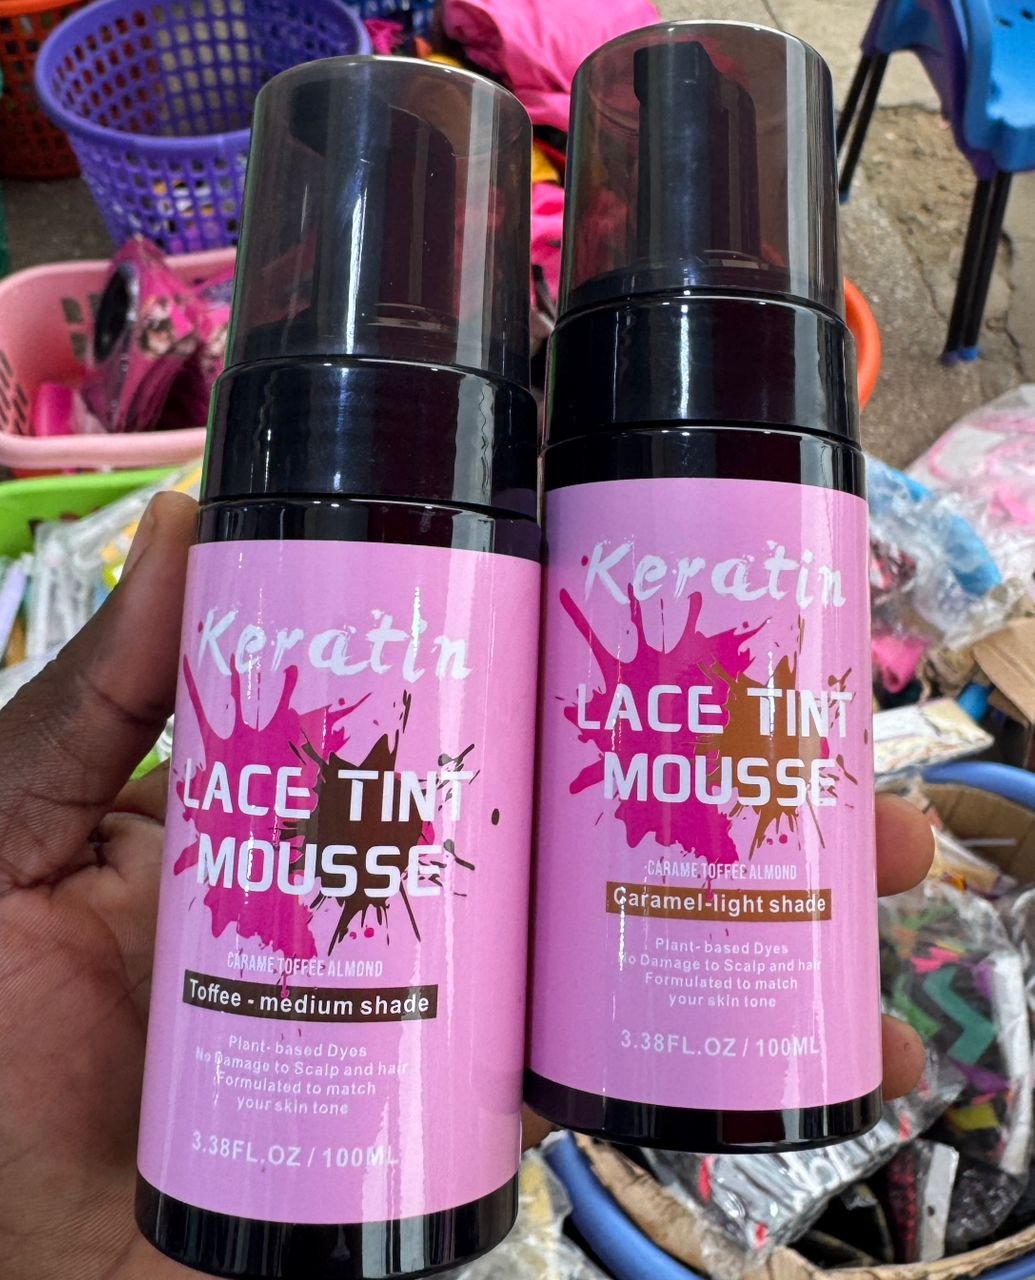 Keratin
LACE TINT
MOUSSE
CARAME TOFFEE ALMOND
Toffee - medium shade
Plant- based Dyes
No Damage to Scalp and hair
Formulated to match
your skin tone
3.38FL.OZ / 100ML
Keratin
LACE TINT
MOUSSE
CARAME TOFFEE ALMOND
Caramel-light shade
Plant- based Dyes
No Damage to Scalp and hair
Formulated to match
your skin tone
3.38FL.OZ / 100ML